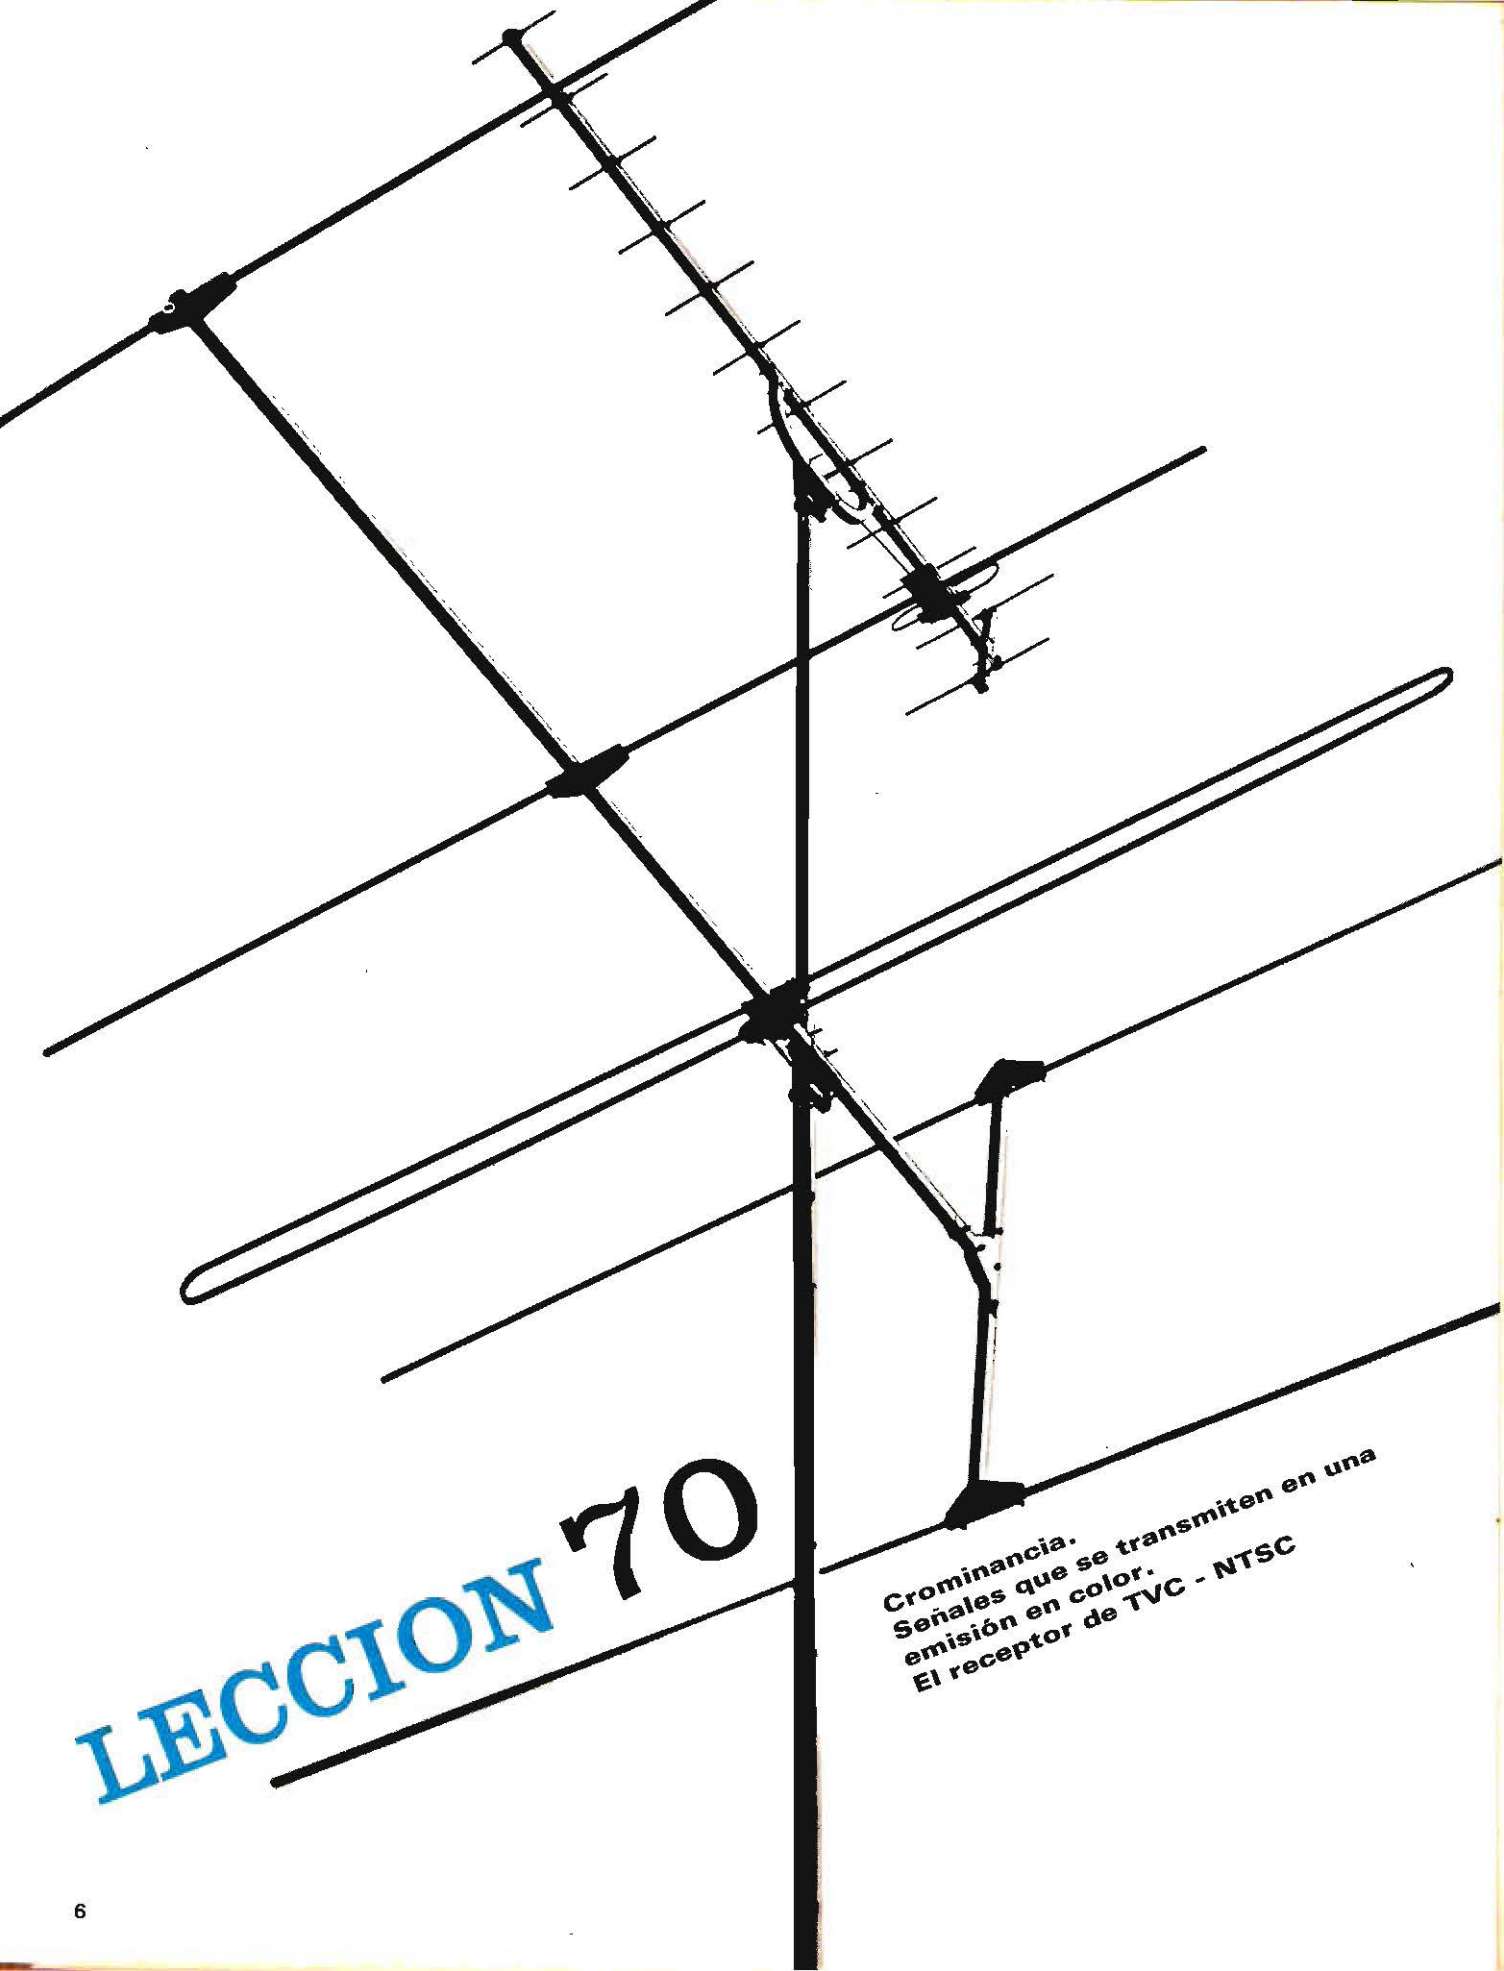 LECCION 70
Crominancia.
Señales que se transmiten en una
emisión en color.
El receptor de TVC - NTSC
6